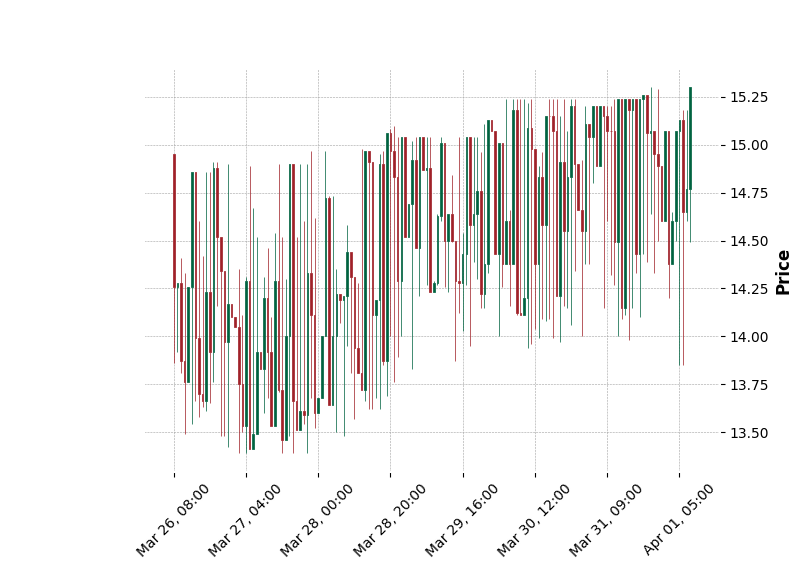 15.25
15.00
14.75
14.50
14.25
14.00
13.75
13.50
Price
Mar 26, 08:00
Mar 27, 04:00
Mar 28, 00:00
Mar 28, 20:00
Mar 29, 16:00
Mar 30, 12:00
Mar 31, 09:00
Apr 01, 05:00